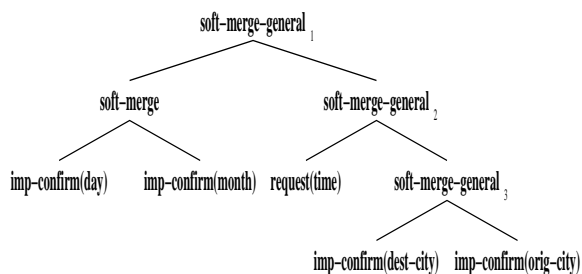 soft-merge-general 1
soft-merge soft-merge-general 2
imp-confirm(day) imp-confirm(month) request(time) soft-merge-general 3
imp-confirm(dest-city) imp-confirm(orig-city)